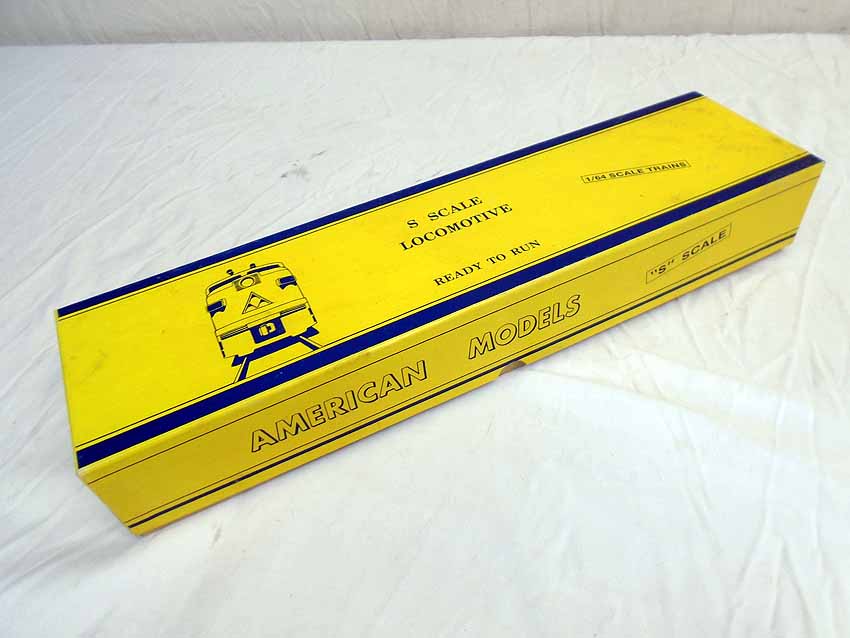 S SCALE
LOCOMOTIVE
READY TO RUN
1/64 SCALE TRAINS
AMERICAN MODELS
"S" SCALE